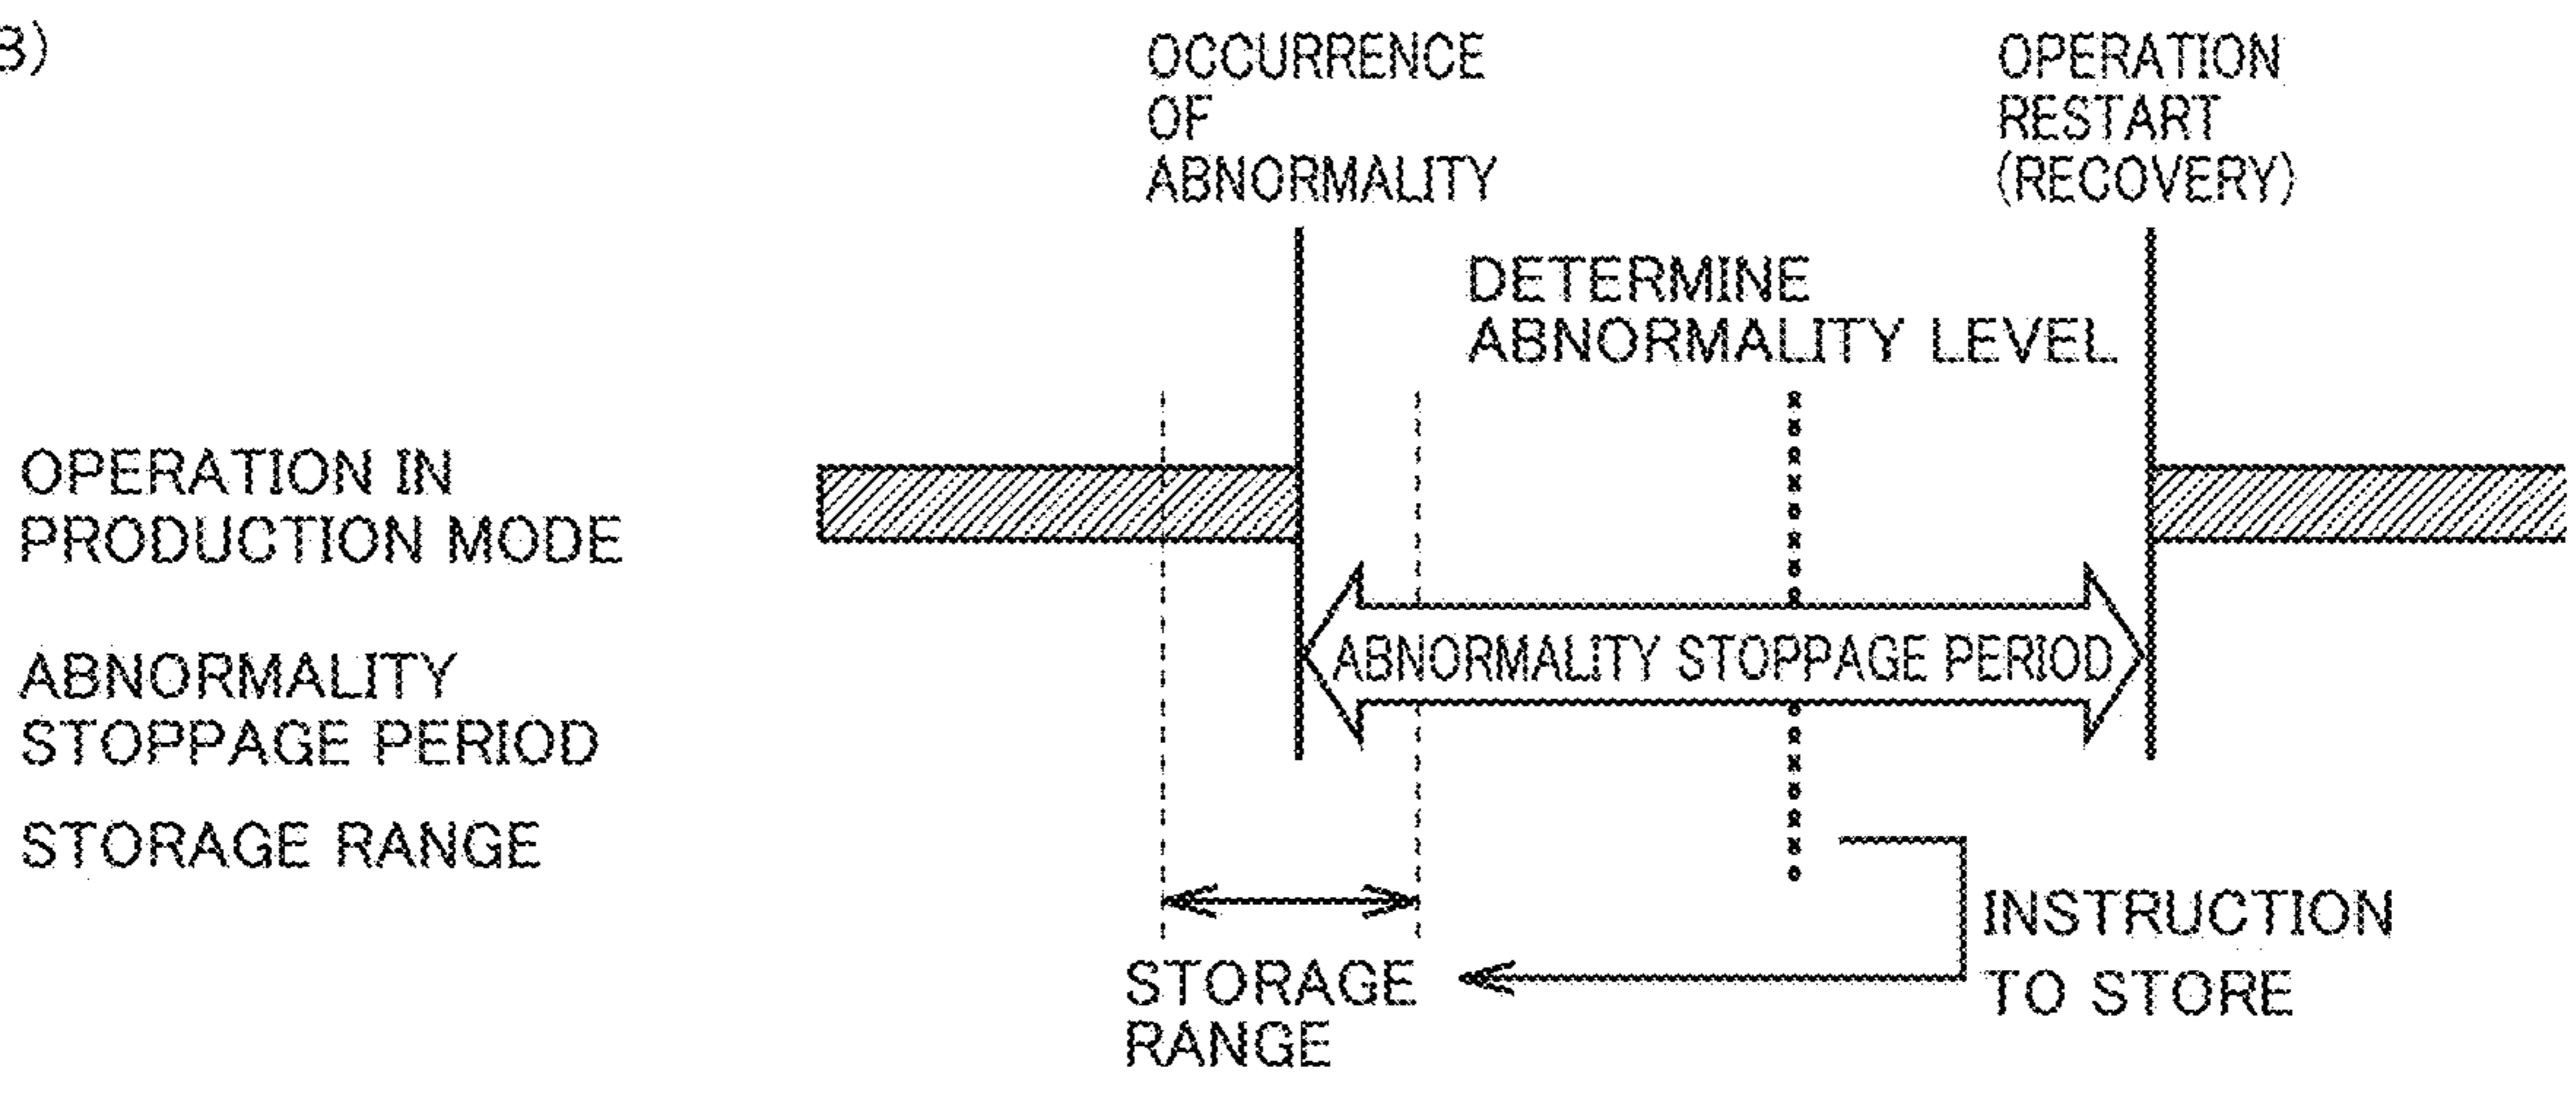 B)
OCCURRENCE
OF
ABNORMALITY
OPERATION
RESTART
(RECOVERY)
DETERMINE
ABNORMALITY LEVEL
OPERATION IN
PRODUCTION MODE
ABNORMALITY
STOPPAGE PERIOD
ABNORMALITY STOPPAGE PERIOD
STORAGE RANGE
STORAGE
RANGE
INSTRUCTION
TO STORE